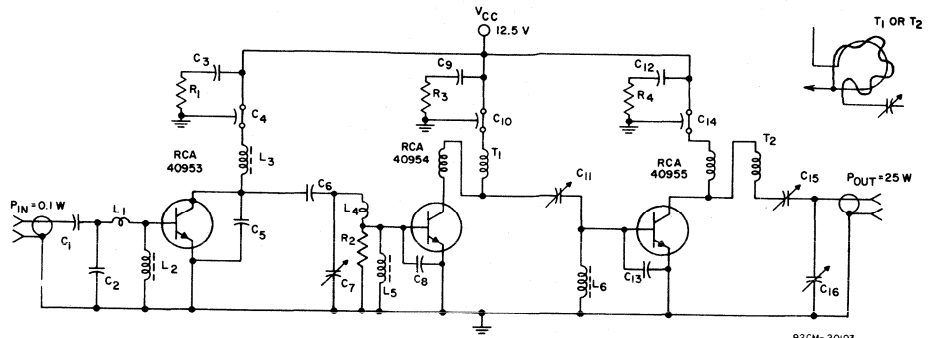 VCC
12.5 V
T1 OR T2
C3
R1
C4
L3
C9
R3
C10
T1
C12
R4
C14
T2
RCA
40953
RCA
40954
RCA
40955
PIN = 0.1 W
C1
L1
C2
L2
C5
C6
L4
R2
C7
L5
C8
C11
L6
C13
C15
POUT = 25 W
C16
92CM-20103